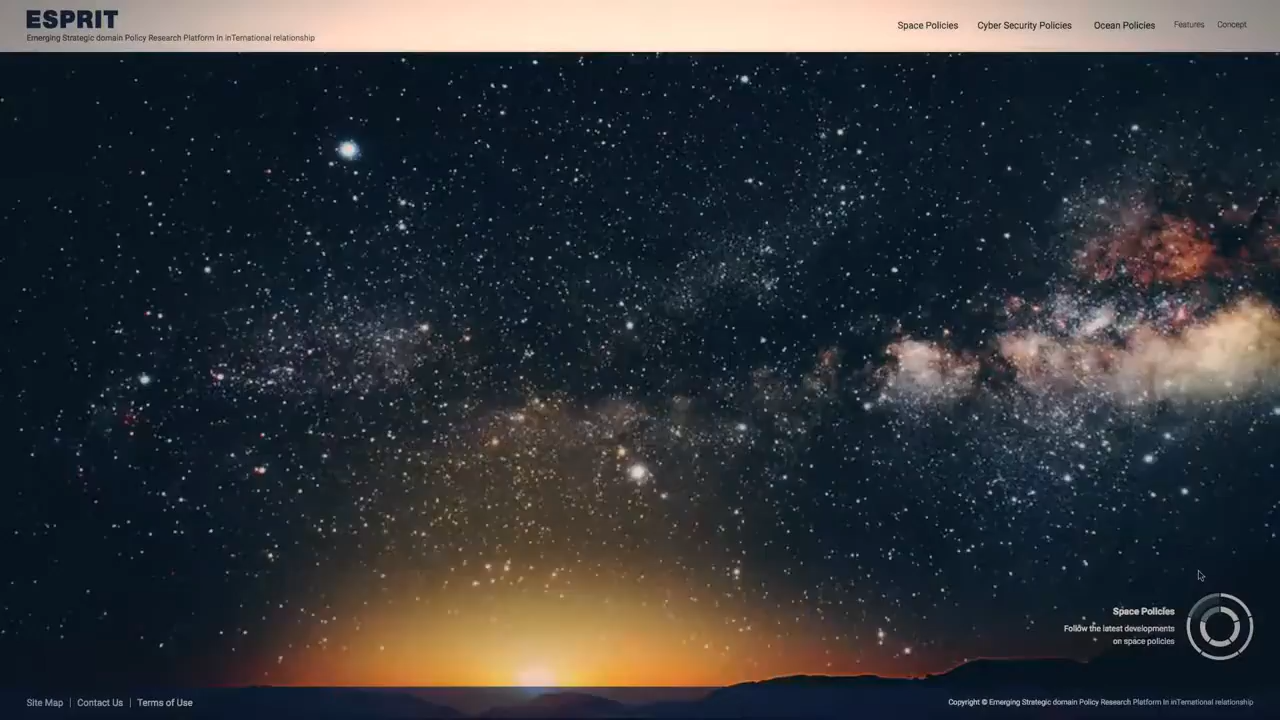 ESPRIT
Emerging Strategic domain Policy Research Platform In inTernational relationship
Space Policies
Cyber Security Policies
Ocean Policies
Features
Concept
Space Policies
Follow the latest developments
on space policies
Site Map | Contact Us | Terms of Use
Copyright © Emerging Strategic domain Policy Research Platform In inTernational relationship